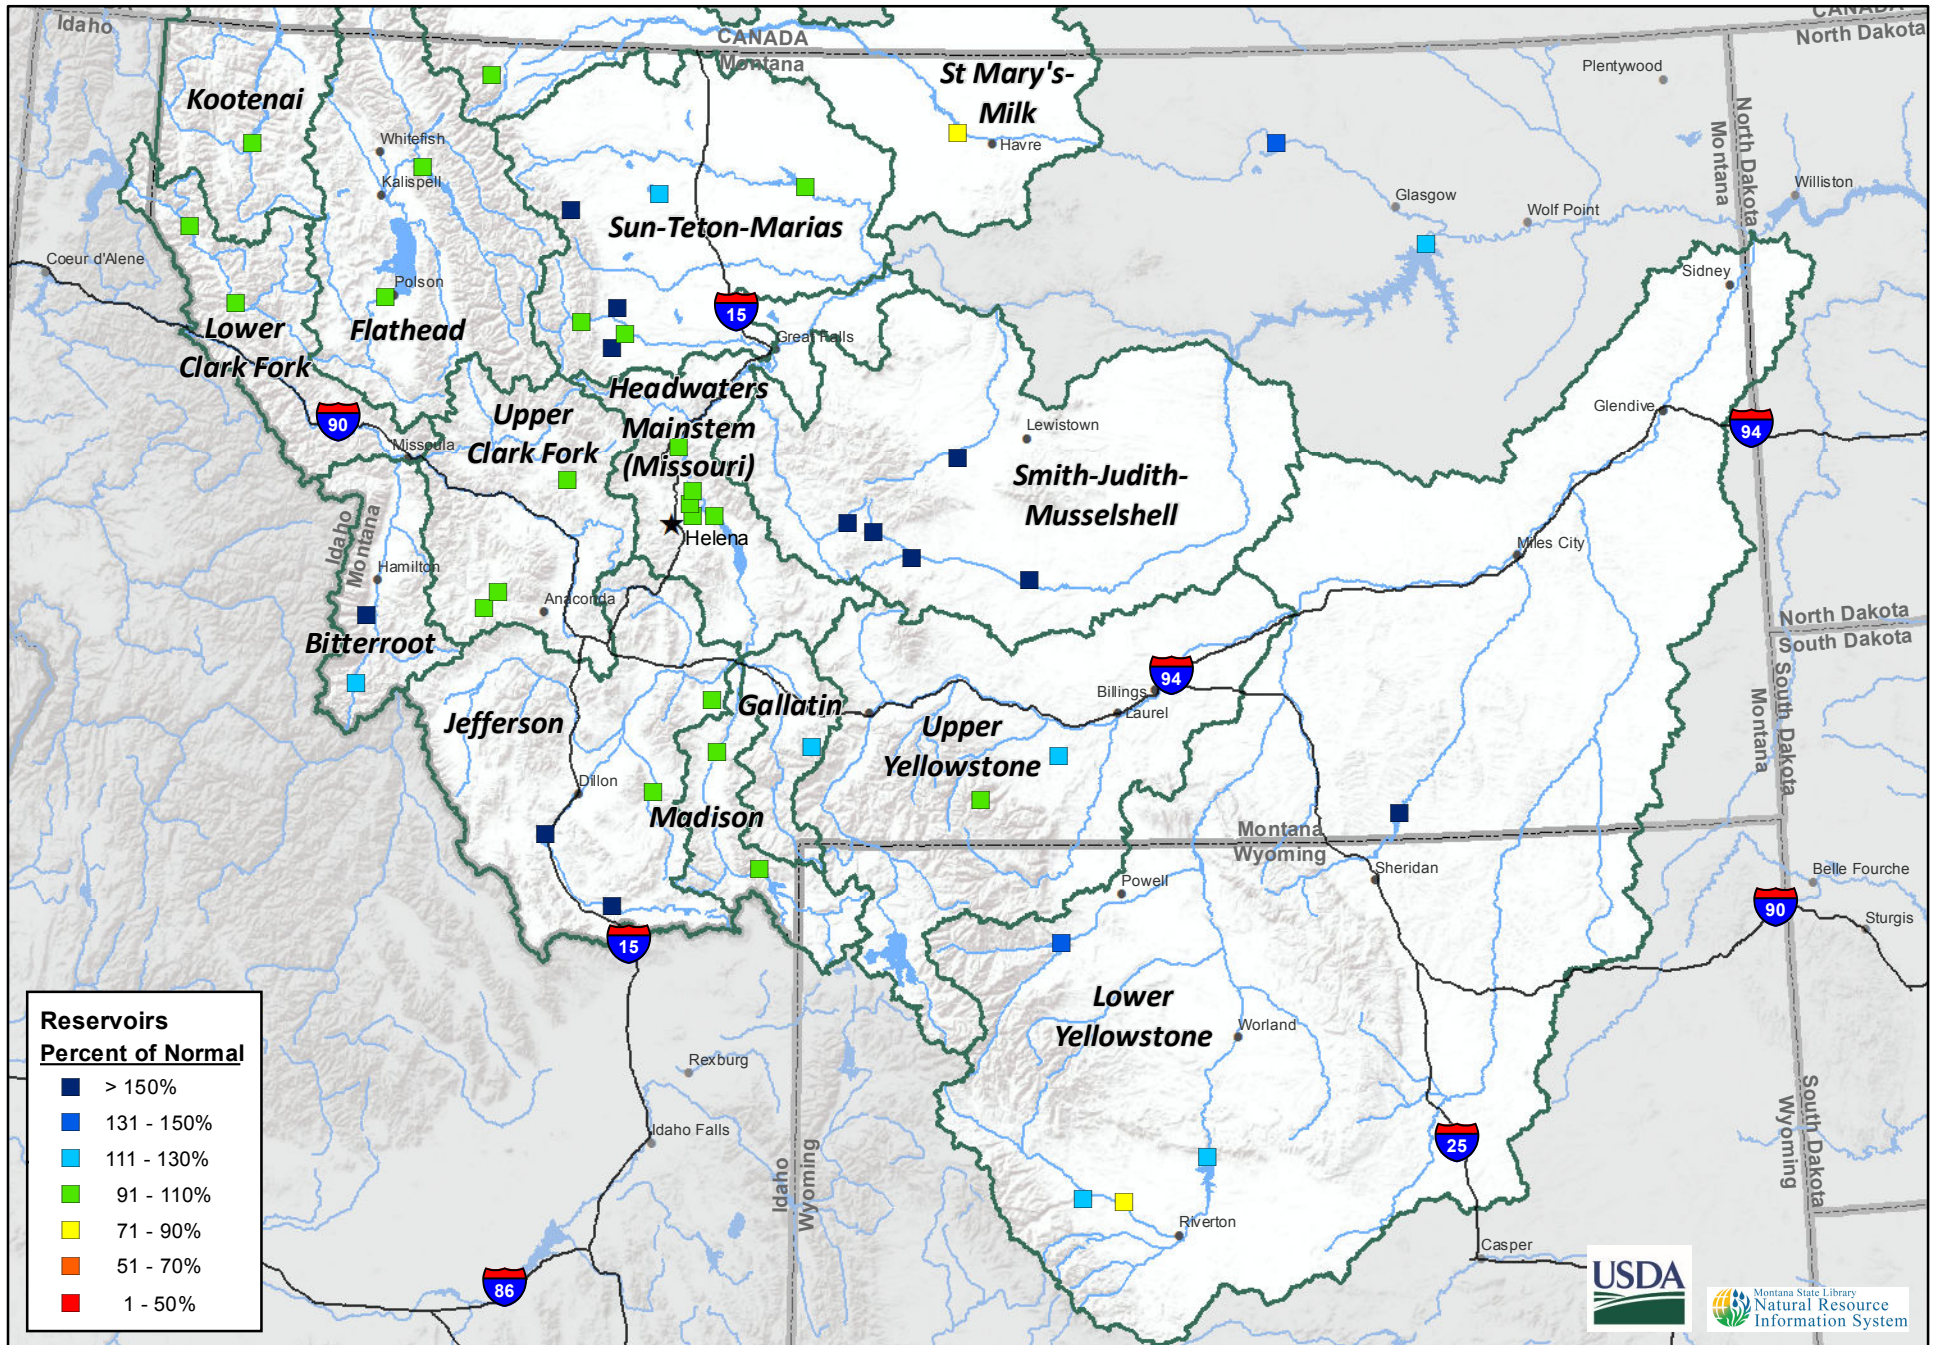 Idaho
CANADA
Montana
CANADA
North Dakota
Kootenai
St Mary's-
Milk
Plentywood
North Dakota
Montana
Whitefish
Havre
Kalispell
Glasgow
Williston
Wolf Point
Sun-Teton-Marias
Cœur d'Alene
Polson
Sidney
15
Lower
Clark Fork
Flathead
Great Falls
Headwaters
Mainstem
(Missouri)
Upper
Clark Fork
90
Missoula
Lewistown
Glendive
94
Smith-Judith-
Musselshell
Idaho
Montana
Helena
Miles City
Hamilton
Anaconda
North Dakota
South Dakota
Bitterroot
94
Billings
Laurel
Gallatin
Jefferson
Upper
Yellowstone
Montana
South Dakota
Dillon
Madison
Montana
Wyoming
Sheridan
Powell
Belle Fourche
90
Sturgis
15
Lower
Yellowstone
Worland
Reservoirs
Percent of Normal
> 150%
131 - 150%
111 - 130%
91 - 110%
71 - 90%
51 - 70%
1 - 50%
Rexburg
Idaho Falls
Idaho
Wyoming
South Dakota
Wyoming
25
Riverton
Casper
86
USDA
Montana State Library
Natural Resource
Information System